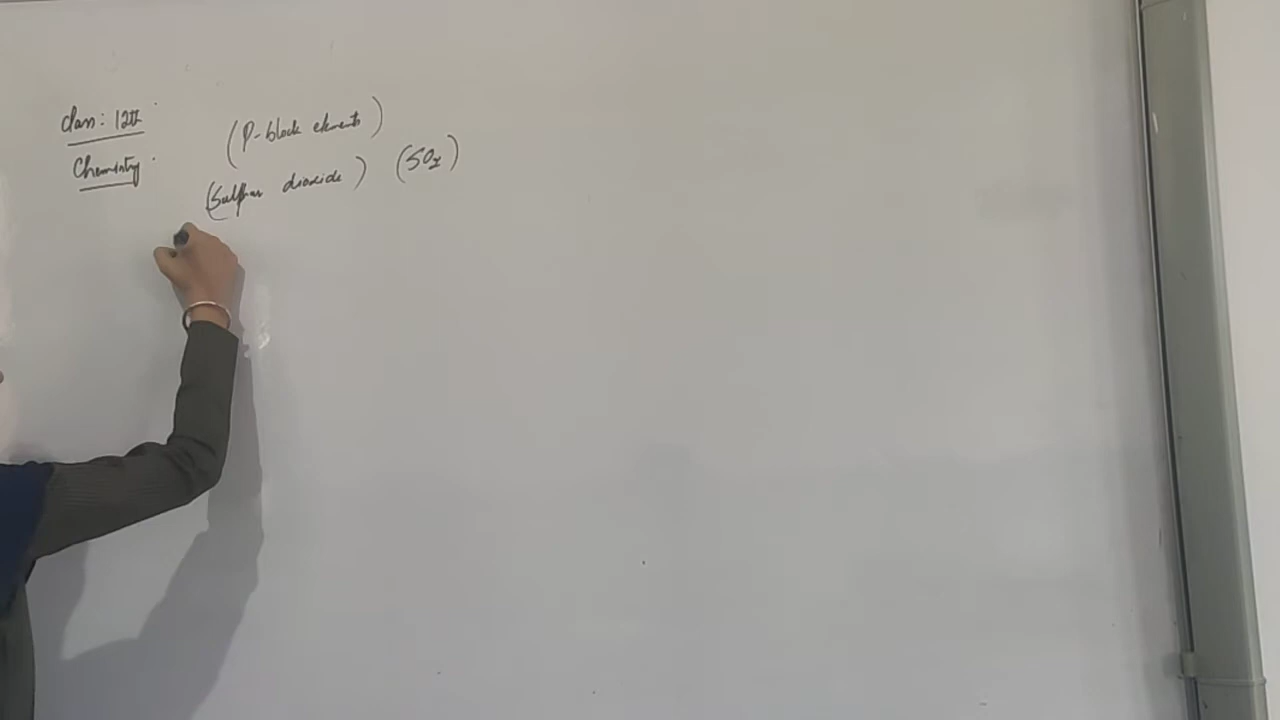 Class: 12th
(P-block elements)
Chemistry
(Sulphur dioxide) (SO2)